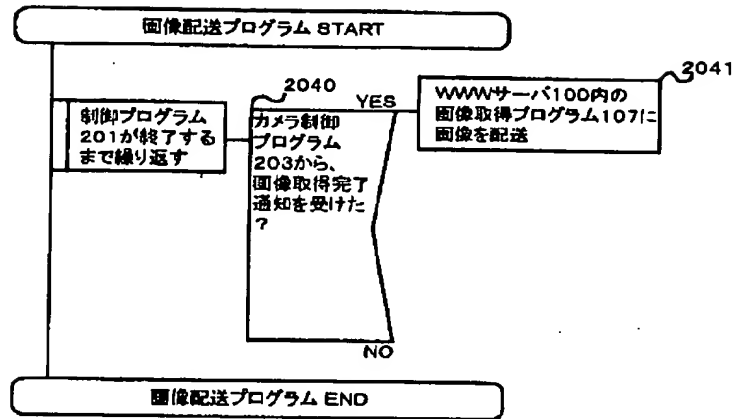 画像配送プログラム START
制御プログラム
201が終了する
まで繰り返す
2040
YES
カメラ制御
プログラム
203から、
画像取得完了
通知を受けた
?
NO
2041
WWWサーバ100内の
画像取得プログラム107に
画像を配送
画像配送プログラム END